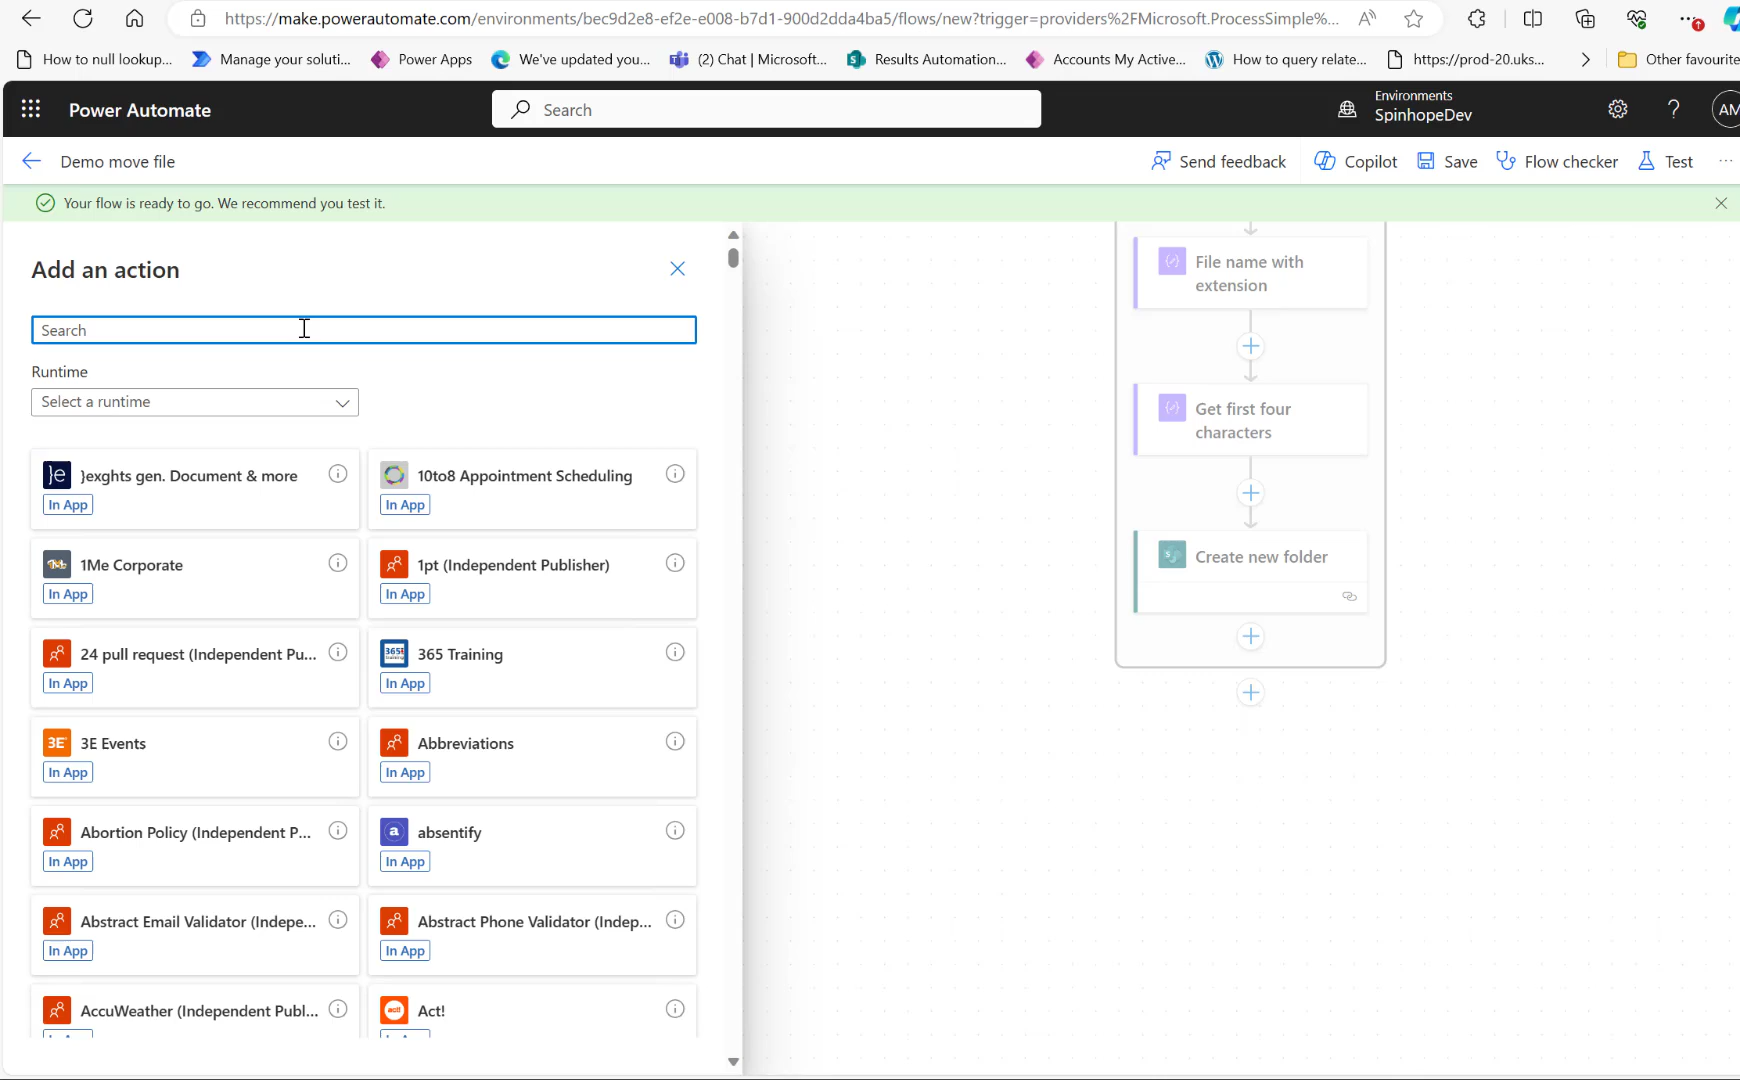 https://make.powerautomate.com/environments/bec9d2e8-ef2e-e008-b7d1-900d2dda4ba5/flows/new?trigger=providers%2FMicrosoft.ProcessSimple%...
How to null lookup...
Manage your soluti...
Power Apps
We've updated you...
(2) Chat | Microsoft...
Results Automation...
Accounts My Active...
How to query relate...
https://prod-20.uks...
Other favourite
Power Automate
Search
Environments
SpinhopeDev
AM
Demo move file
Send feedback
Copilot
Save
Flow checker
Test
Your flow is ready to go. We recommend you test it.
Add an action
Search
Runtime
Select a runtime
}exghts gen. Document & more
In App
10to8 Appointment Scheduling
In App
1Me Corporate
In App
1pt (Independent Publisher)
In App
24 pull request (Independent Pu...
In App
365 Training
In App
3E Events
In App
Abbreviations
In App
Abortion Policy (Independent P...
In App
absentify
In App
Abstract Email Validator (Indepe...
In App
Abstract Phone Validator (Indep...
In App
AccuWeather (Independent Publ...
Act!
File name with
extension
Get first four
characters
Create new folder